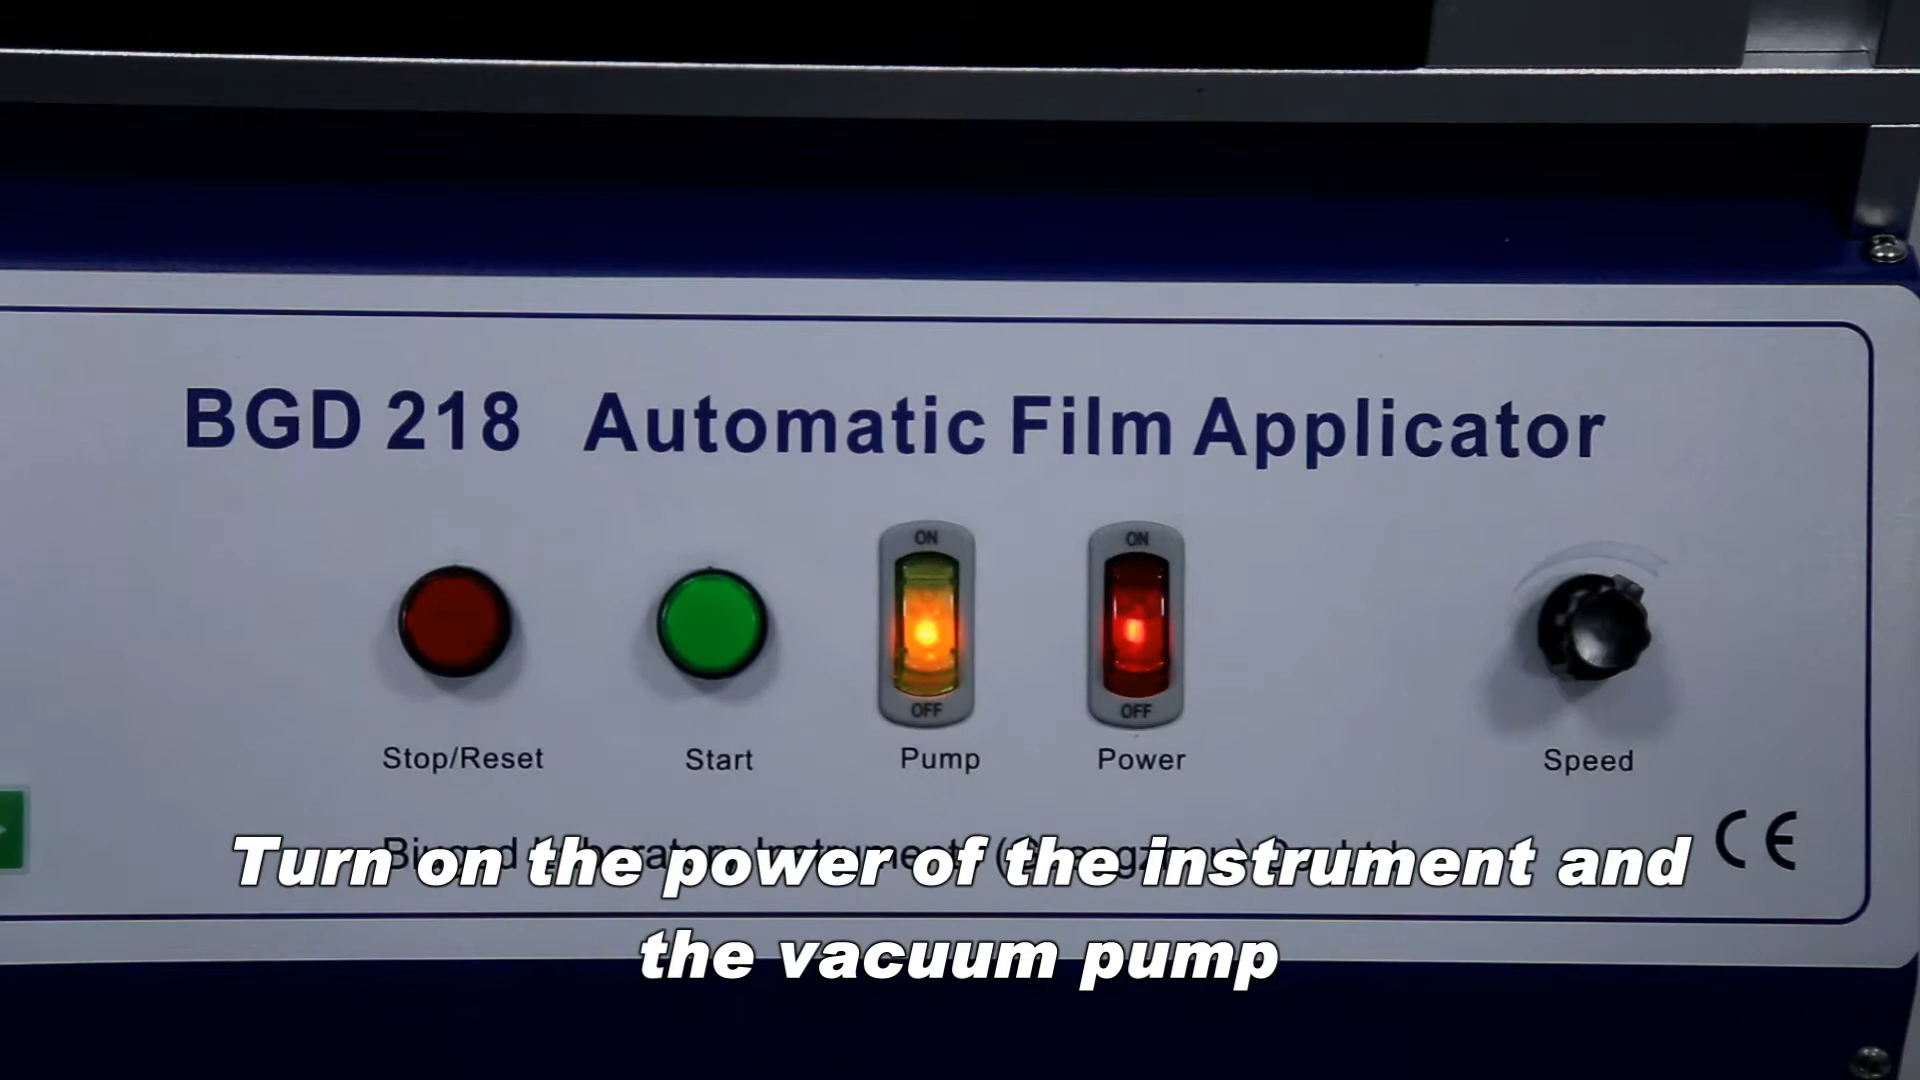 BGD 218 Automatic Film Applicator
ON ON
OFF OFF
Stop/Reset Start Pump Power Speed
CE
Turn on the power of the instrument and
the vacuum pump